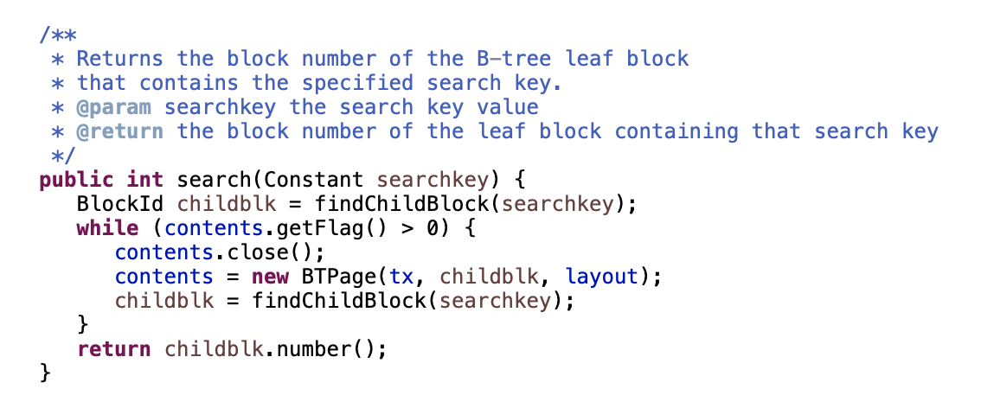 /**
 * Returns the block number of the B-tree leaf block
 * that contains the specified search key.
 * @param searchkey the search key value
 * @return the block number of the leaf block containing that search key
 */
public int search(Constant searchkey) {
   BlockId childblk = findChildBlock(searchkey);
   while (contents.getFlag() > 0) {
      contents.close();
      contents = new BTPage(tx, childblk, layout);
      childblk = findChildBlock(searchkey);
   }
   return childblk.number();
}